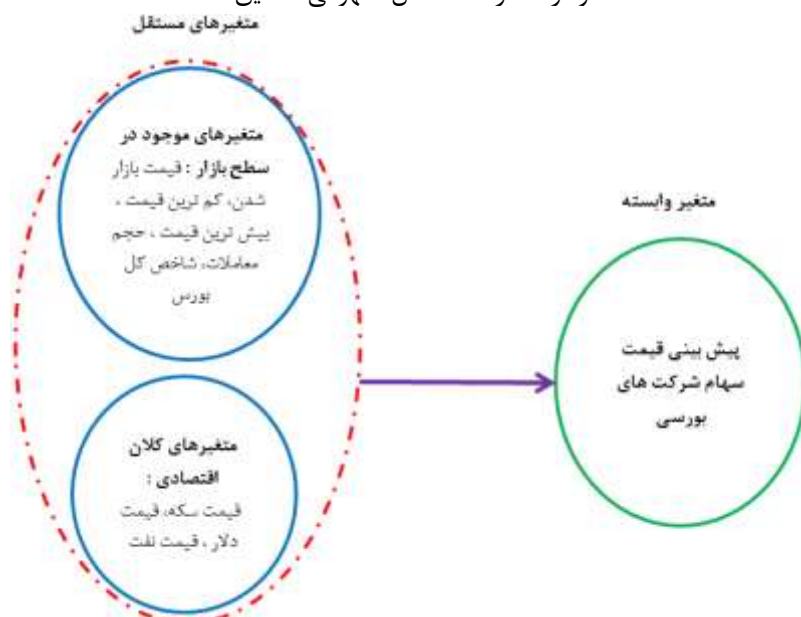 متغیرهای مستقل
متغیرهای موجود در
سطح بازار : قیمت بازار
شدن، کم ترین قیمت ،
بیش ترین قیمت ، حجم
معاملات، شاخص کل
بورس
متغیرهای کلان
اقتصادی :
قیمت سکه، قیمت
دلار ، قیمت نفت
متغیر وابسته
پیش بینی قیمت
سهام شرکت های
بورسی